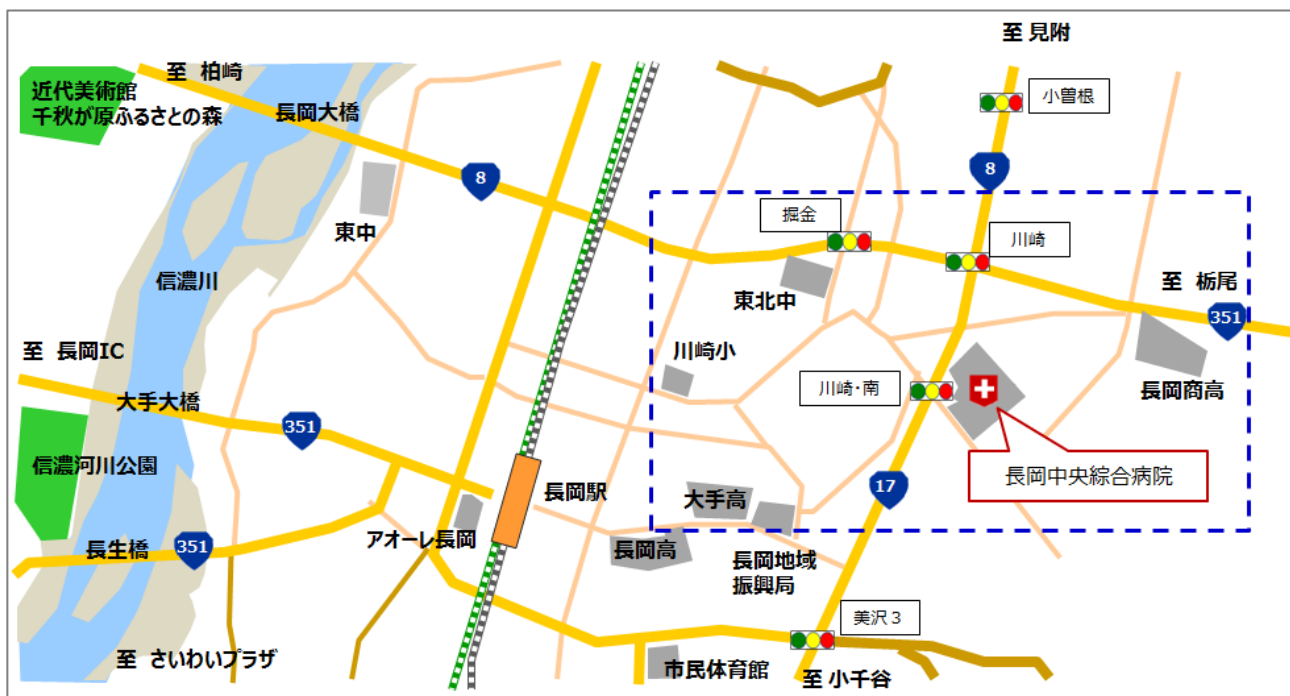 至 見附
至 柏崎
近代美術館
千秋が原ふるさとの森
長岡大橋
小曽根
8
8
掘金
川崎
東中
信濃川
東北中
至 栃尾
351
至 長岡IC
川崎小
川崎・南
長岡商高
大手大橋
351
信濃河川公園
長岡中央綜合病院
17
長岡駅
大手高
アオーレ長岡
長岡高
長生橋
351
長岡地域
振興局
美沢3
至 さいわいプラザ
市民体育館
至 小千谷